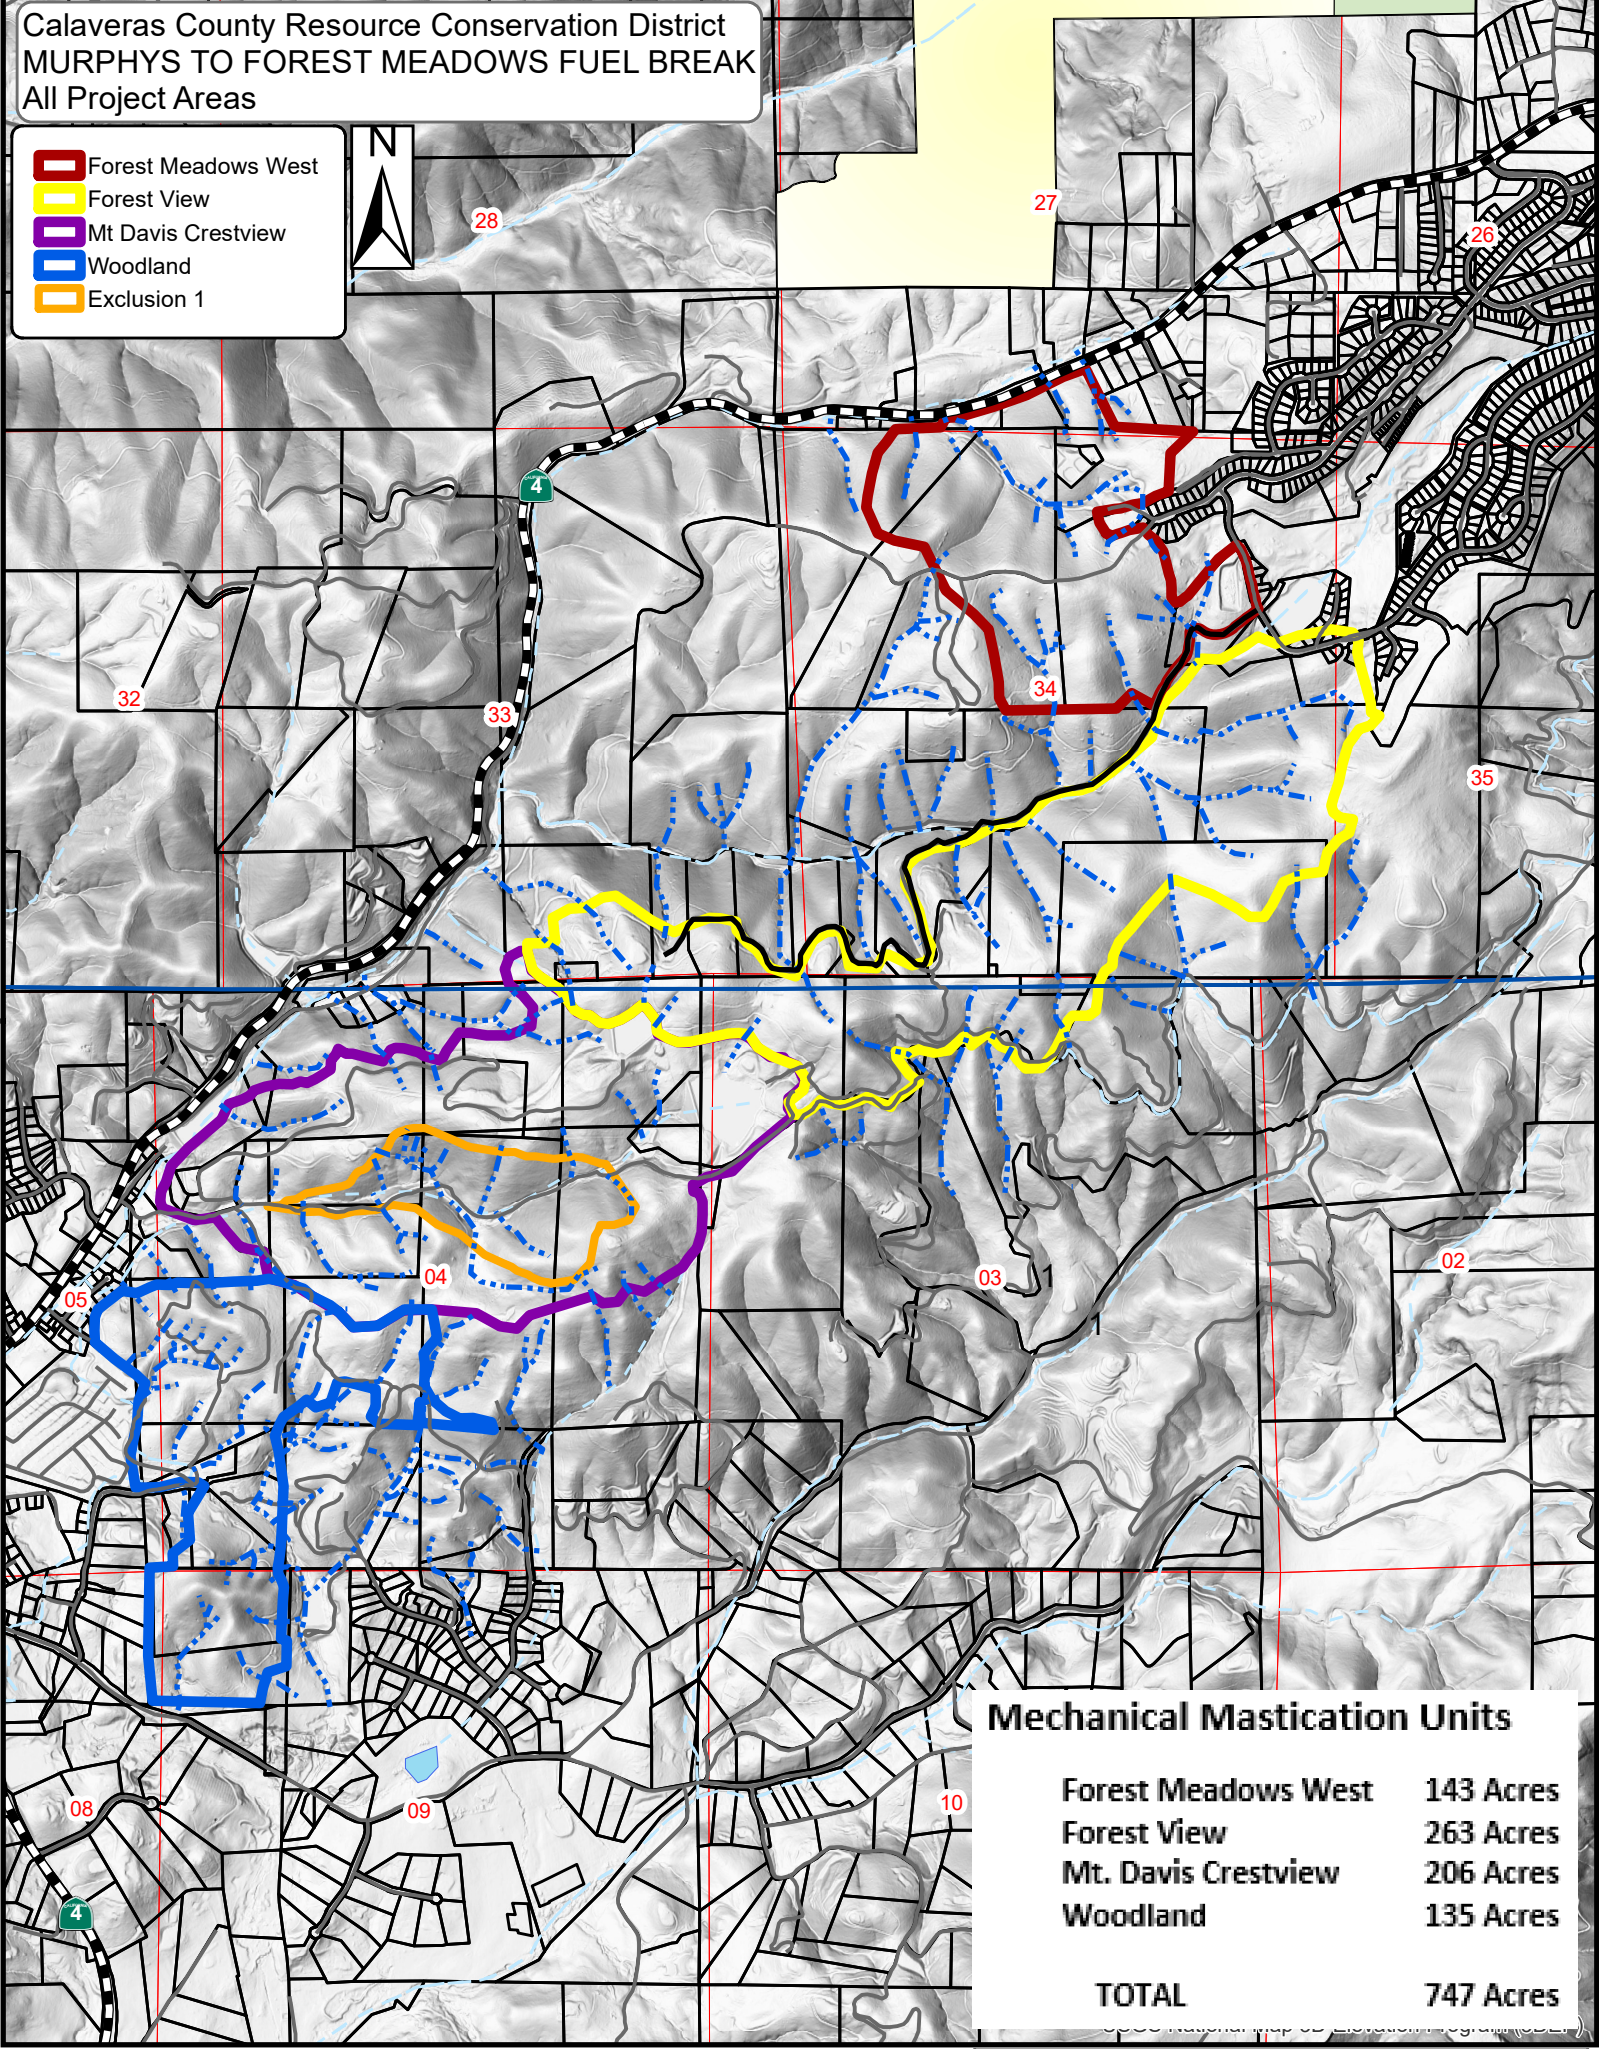 Calaveras County Resource Conservation District
MURPHYS TO FOREST MEADOWS FUEL BREAK
All Project Areas
Forest Meadows West
Forest View
Mt Davis Crestview
Woodland
Exclusion 1
N
28
27
26
CALIFORNIA
4
32
33
34
35
05
04
03
1
02
08
09
10
CALIFORNIA
4
Mechanical Mastication Units
Forest Meadows West 143 Acres
Forest View 263 Acres
Mt. Davis Crestview 206 Acres
Woodland 135 Acres
TOTAL 747 Acres